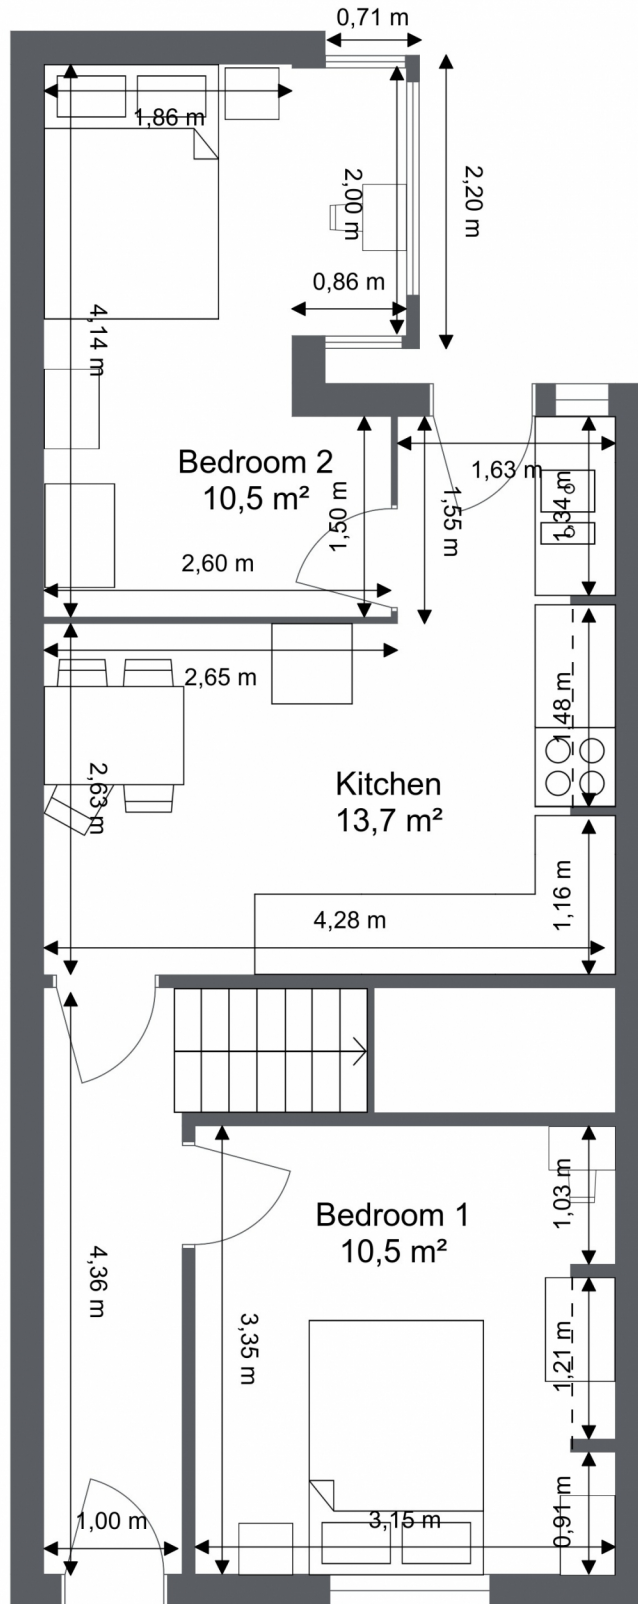 0,71 m
1,86 m
2,00 m
2,20 m
0,86 m
4,14 m
Bedroom 2
10,5 m²
1,63 m
1,50 m
1,55 m
1,34 m
2,60 m
2,65 m
1,48 m
2,63 m
Kitchen
13,7 m²
1,16 m
4,28 m
1,03 m
Bedroom 1
10,5 m²
4,36 m
3,35 m
1,21 m
1,00 m
3,15 m
0,91 m